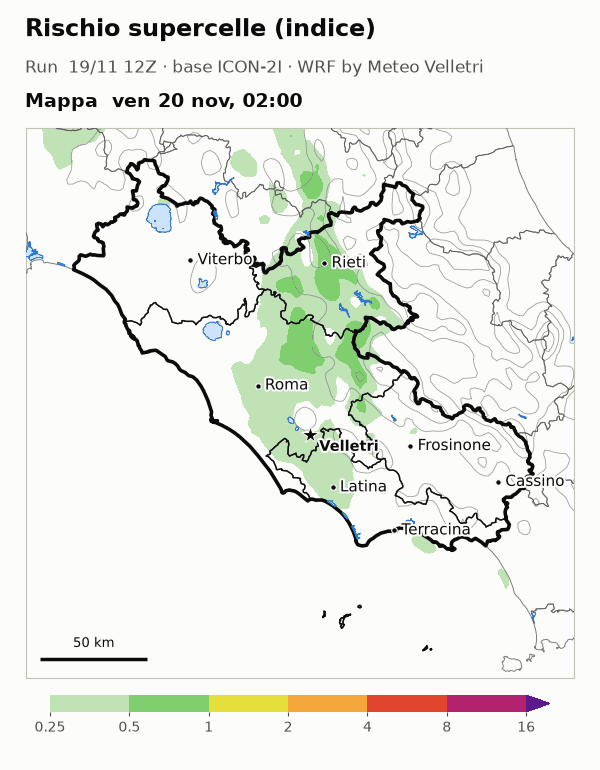 Rischio supercelle (indice)
Run  19/11 12Z · base ICON-2I · WRF by Meteo Velletri
Mappa  ven 20 nov, 02:00
Viterbo
Rieti
Roma
Velletri
Frosinone
Cassino
Latina
Terracina
50 km
0.25 0.5 1 2 4 8 16